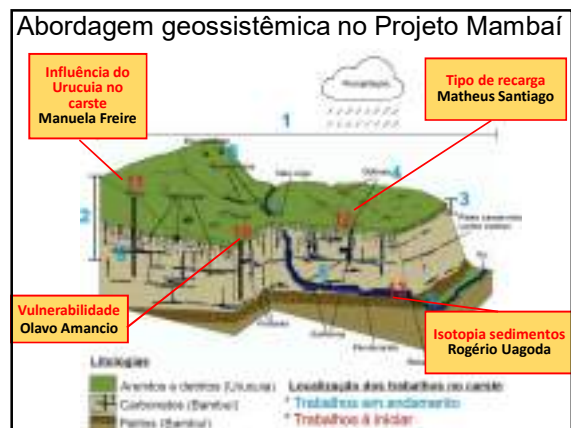 Abordagem geossistêmica no Projeto Mambaí
Influência do
Urucuia no
carste
Manuela Freire
Tipo de recarga
Matheus Santiago
Precipitação
1
4
3
Vulnerabilidade
Olavo Amancio
Isotopia sedimentos
Rogério Uagoda
Litologias
Arenitos e detritos (Urucuia)
Carbonatos (Bambuí)
Pelitos (Bambuí)
Localização dos trabalhos no carste
* Trabalhos em andamento
* Trabalhos à iniciar